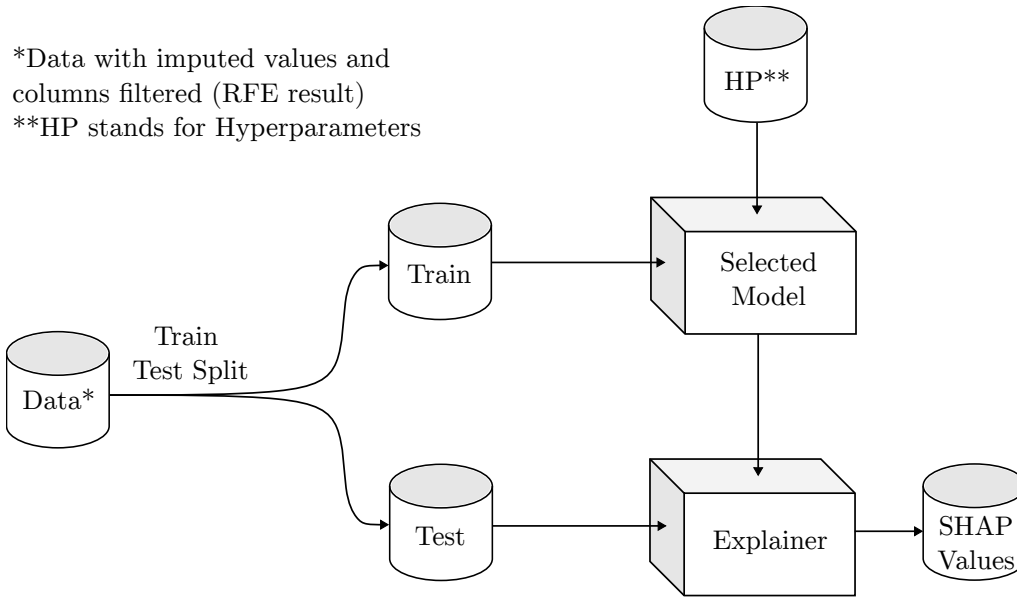 *Data with imputed values and
columns filtered (RFE result)
**HP stands for Hyperparameters
HP**
Train
Selected
Model
Train
Test Split
Data*
Test
Explainer
SHAP
Values